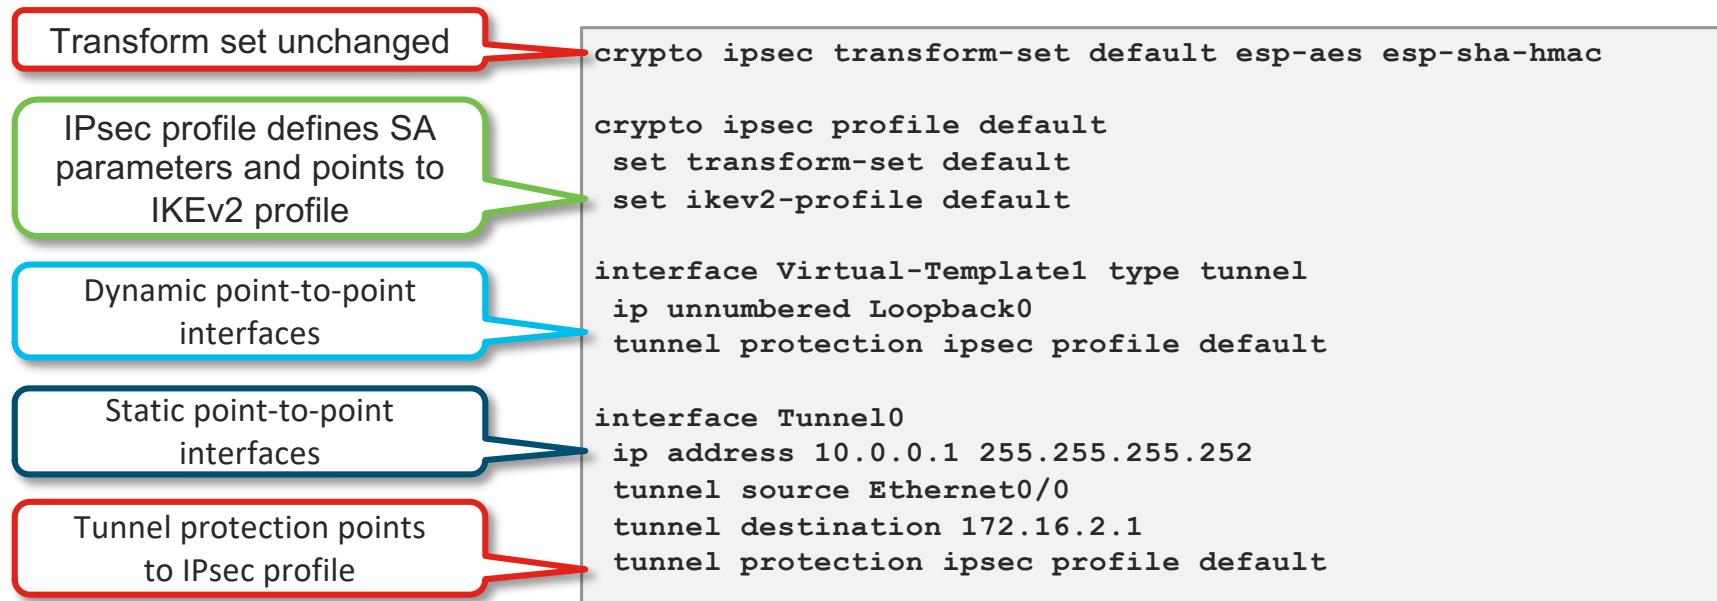 Transform set unchanged
crypto ipsec transform-set default esp-aes esp-sha-hmac
IPsec profile defines SA
parameters and points to
IKEv2 profile
crypto ipsec profile default
set transform-set default
set ikev2-profile default
Dynamic point-to-point
interfaces
interface Virtual-Template1 type tunnel
ip unnumbered Loopback0
tunnel protection ipsec profile default
Static point-to-point
interfaces
interface Tunnel0
ip address 10.0.0.1 255.255.255.252
tunnel source Ethernet0/0
tunnel destination 172.16.2.1
tunnel protection ipsec profile default
Tunnel protection points
to IPsec profile